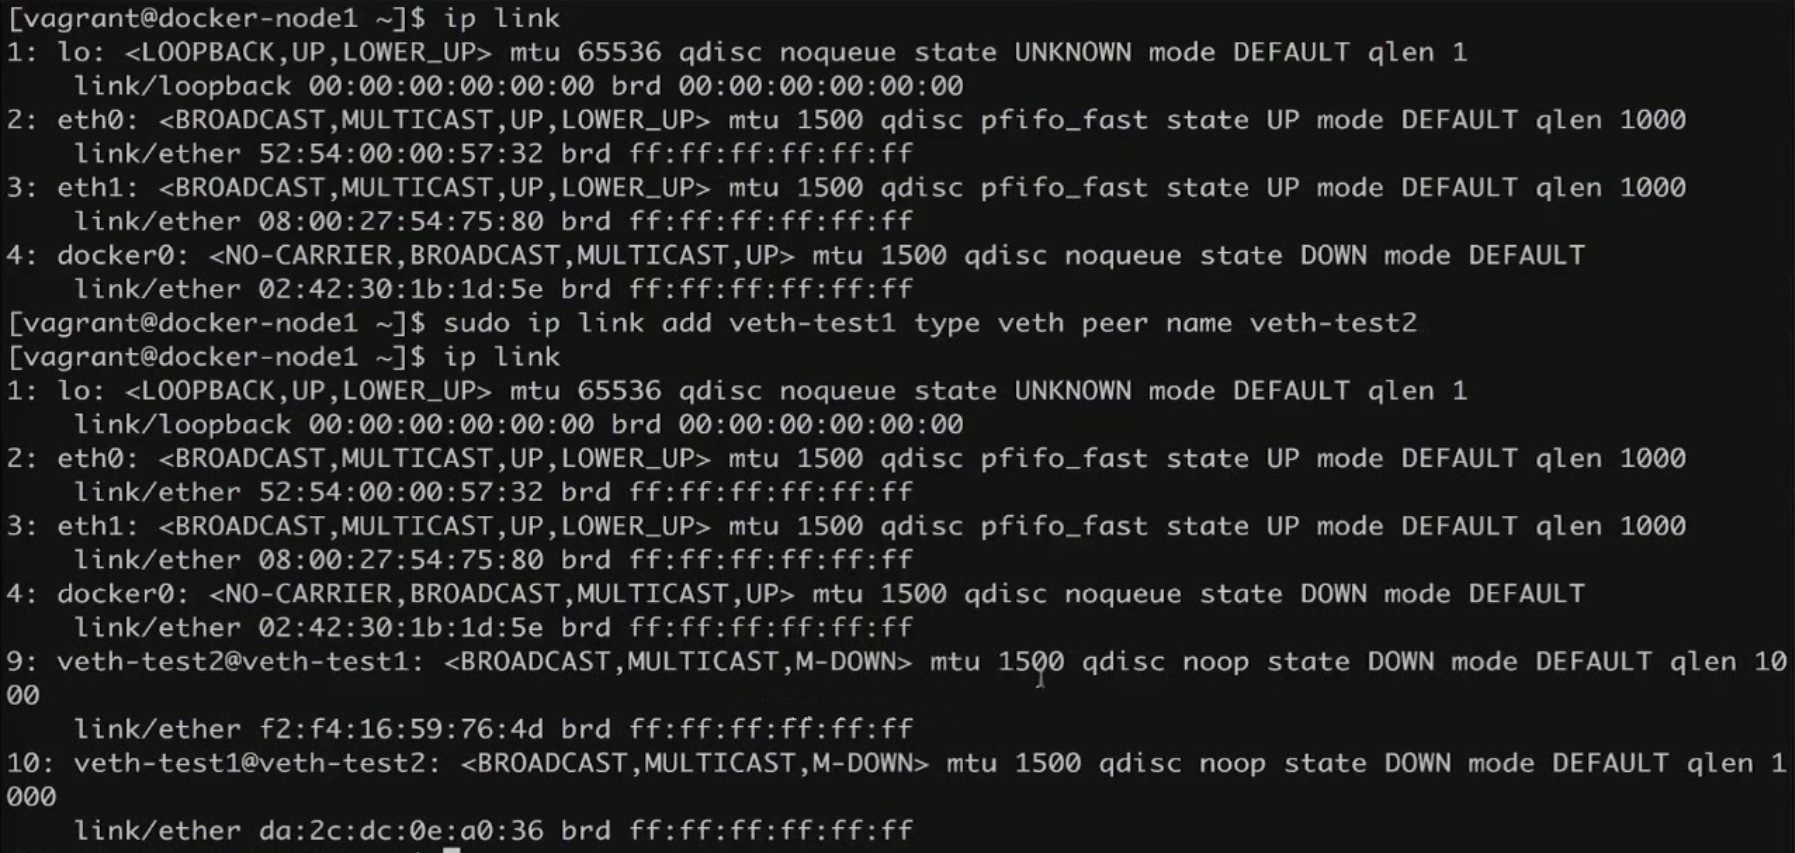 [vagrant@docker-node1 ~]$ ip link
1: lo: <LOOPBACK,UP,LOWER_UP> mtu 65536 qdisc noqueue state UNKNOWN mode DEFAULT qlen 1
    link/loopback 00:00:00:00:00:00 brd 00:00:00:00:00:00
2: eth0: <BROADCAST,MULTICAST,UP,LOWER_UP> mtu 1500 qdisc pfifo_fast state UP mode DEFAULT qlen 1000
    link/ether 52:54:00:00:57:32 brd ff:ff:ff:ff:ff:ff
3: eth1: <BROADCAST,MULTICAST,UP,LOWER_UP> mtu 1500 qdisc pfifo_fast state UP mode DEFAULT qlen 1000
    link/ether 08:00:27:54:75:80 brd ff:ff:ff:ff:ff:ff
4: docker0: <NO-CARRIER,BROADCAST,MULTICAST,UP> mtu 1500 qdisc noqueue state DOWN mode DEFAULT
    link/ether 02:42:30:1b:1d:5e brd ff:ff:ff:ff:ff:ff
[vagrant@docker-node1 ~]$ sudo ip link add veth-test1 type veth peer name veth-test2
[vagrant@docker-node1 ~]$ ip link
1: lo: <LOOPBACK,UP,LOWER_UP> mtu 65536 qdisc noqueue state UNKNOWN mode DEFAULT qlen 1
    link/loopback 00:00:00:00:00:00 brd 00:00:00:00:00:00
2: eth0: <BROADCAST,MULTICAST,UP,LOWER_UP> mtu 1500 qdisc pfifo_fast state UP mode DEFAULT qlen 1000
    link/ether 52:54:00:00:57:32 brd ff:ff:ff:ff:ff:ff
3: eth1: <BROADCAST,MULTICAST,UP,LOWER_UP> mtu 1500 qdisc pfifo_fast state UP mode DEFAULT qlen 1000
    link/ether 08:00:27:54:75:80 brd ff:ff:ff:ff:ff:ff
4: docker0: <NO-CARRIER,BROADCAST,MULTICAST,UP> mtu 1500 qdisc noqueue state DOWN mode DEFAULT
    link/ether 02:42:30:1b:1d:5e brd ff:ff:ff:ff:ff:ff
9: veth-test2@veth-test1: <BROADCAST,MULTICAST,M-DOWN> mtu 1500 qdisc noop state DOWN mode DEFAULT qlen 10
00
    link/ether f2:f4:16:59:76:4d brd ff:ff:ff:ff:ff:ff
10: veth-test1@veth-test2: <BROADCAST,MULTICAST,M-DOWN> mtu 1500 qdisc noop state DOWN mode DEFAULT qlen 1
000
    link/ether da:2c:dc:0e:a0:36 brd ff:ff:ff:ff:ff:ff